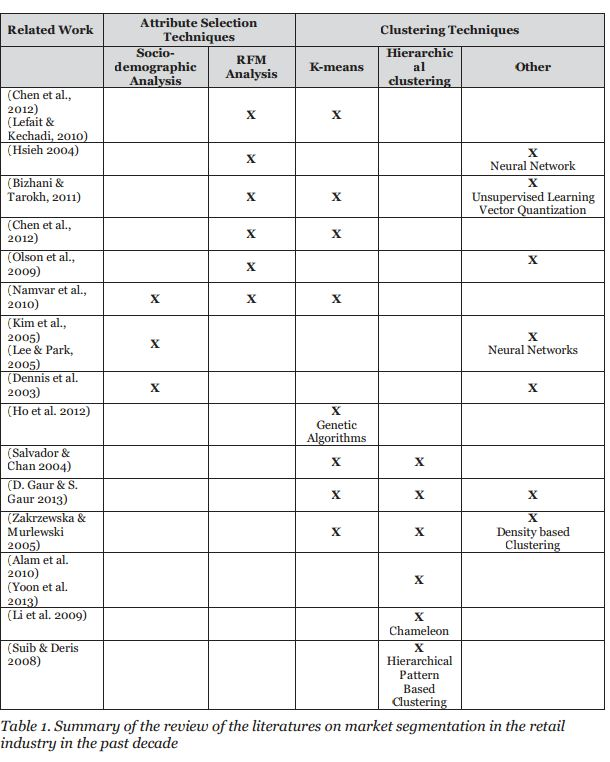 Related Work Attribute Selection Techniques Clustering Techniques
Socio-demographic Analysis RFM Analysis K-means Hierarchic al clustering Other
(Chen et al.,
2012)
(Lefait &
Kechadi, 2010)
X X
(Hsieh 2004)
X X
Neural Network
(Bizhani &
Tarokh, 2011)
X X X
Unsupervised Learning
Vector Quantization
(Chen et al.,
2012)
X X
(Olson et al.,
2009)
X X
(Namvar et al.,
2010)
X X X
(Kim et al.,
2005)
(Lee & Park,
2005)
X X
Neural Networks
(Dennis et al.
2003)
X X
(Ho et al. 2012)
X
Genetic
Algorithms
(Salvador &
Chan 2004)
X X
(D. Gaur & S.
Gaur 2013)
X X X
(Zakrzewska &
Murlewski
2005)
X X X
Density based
Clustering
(Alam et al.
2010)
(Yoon et al.
2013)
X
(Li et al. 2009)
X
Chameleon
(Suib & Deris
2008)
X
Hierarchical
Pattern
Based
Clustering
Table 1. Summary of the review of the literatures on market segmentation in the retail
industry in the past decade